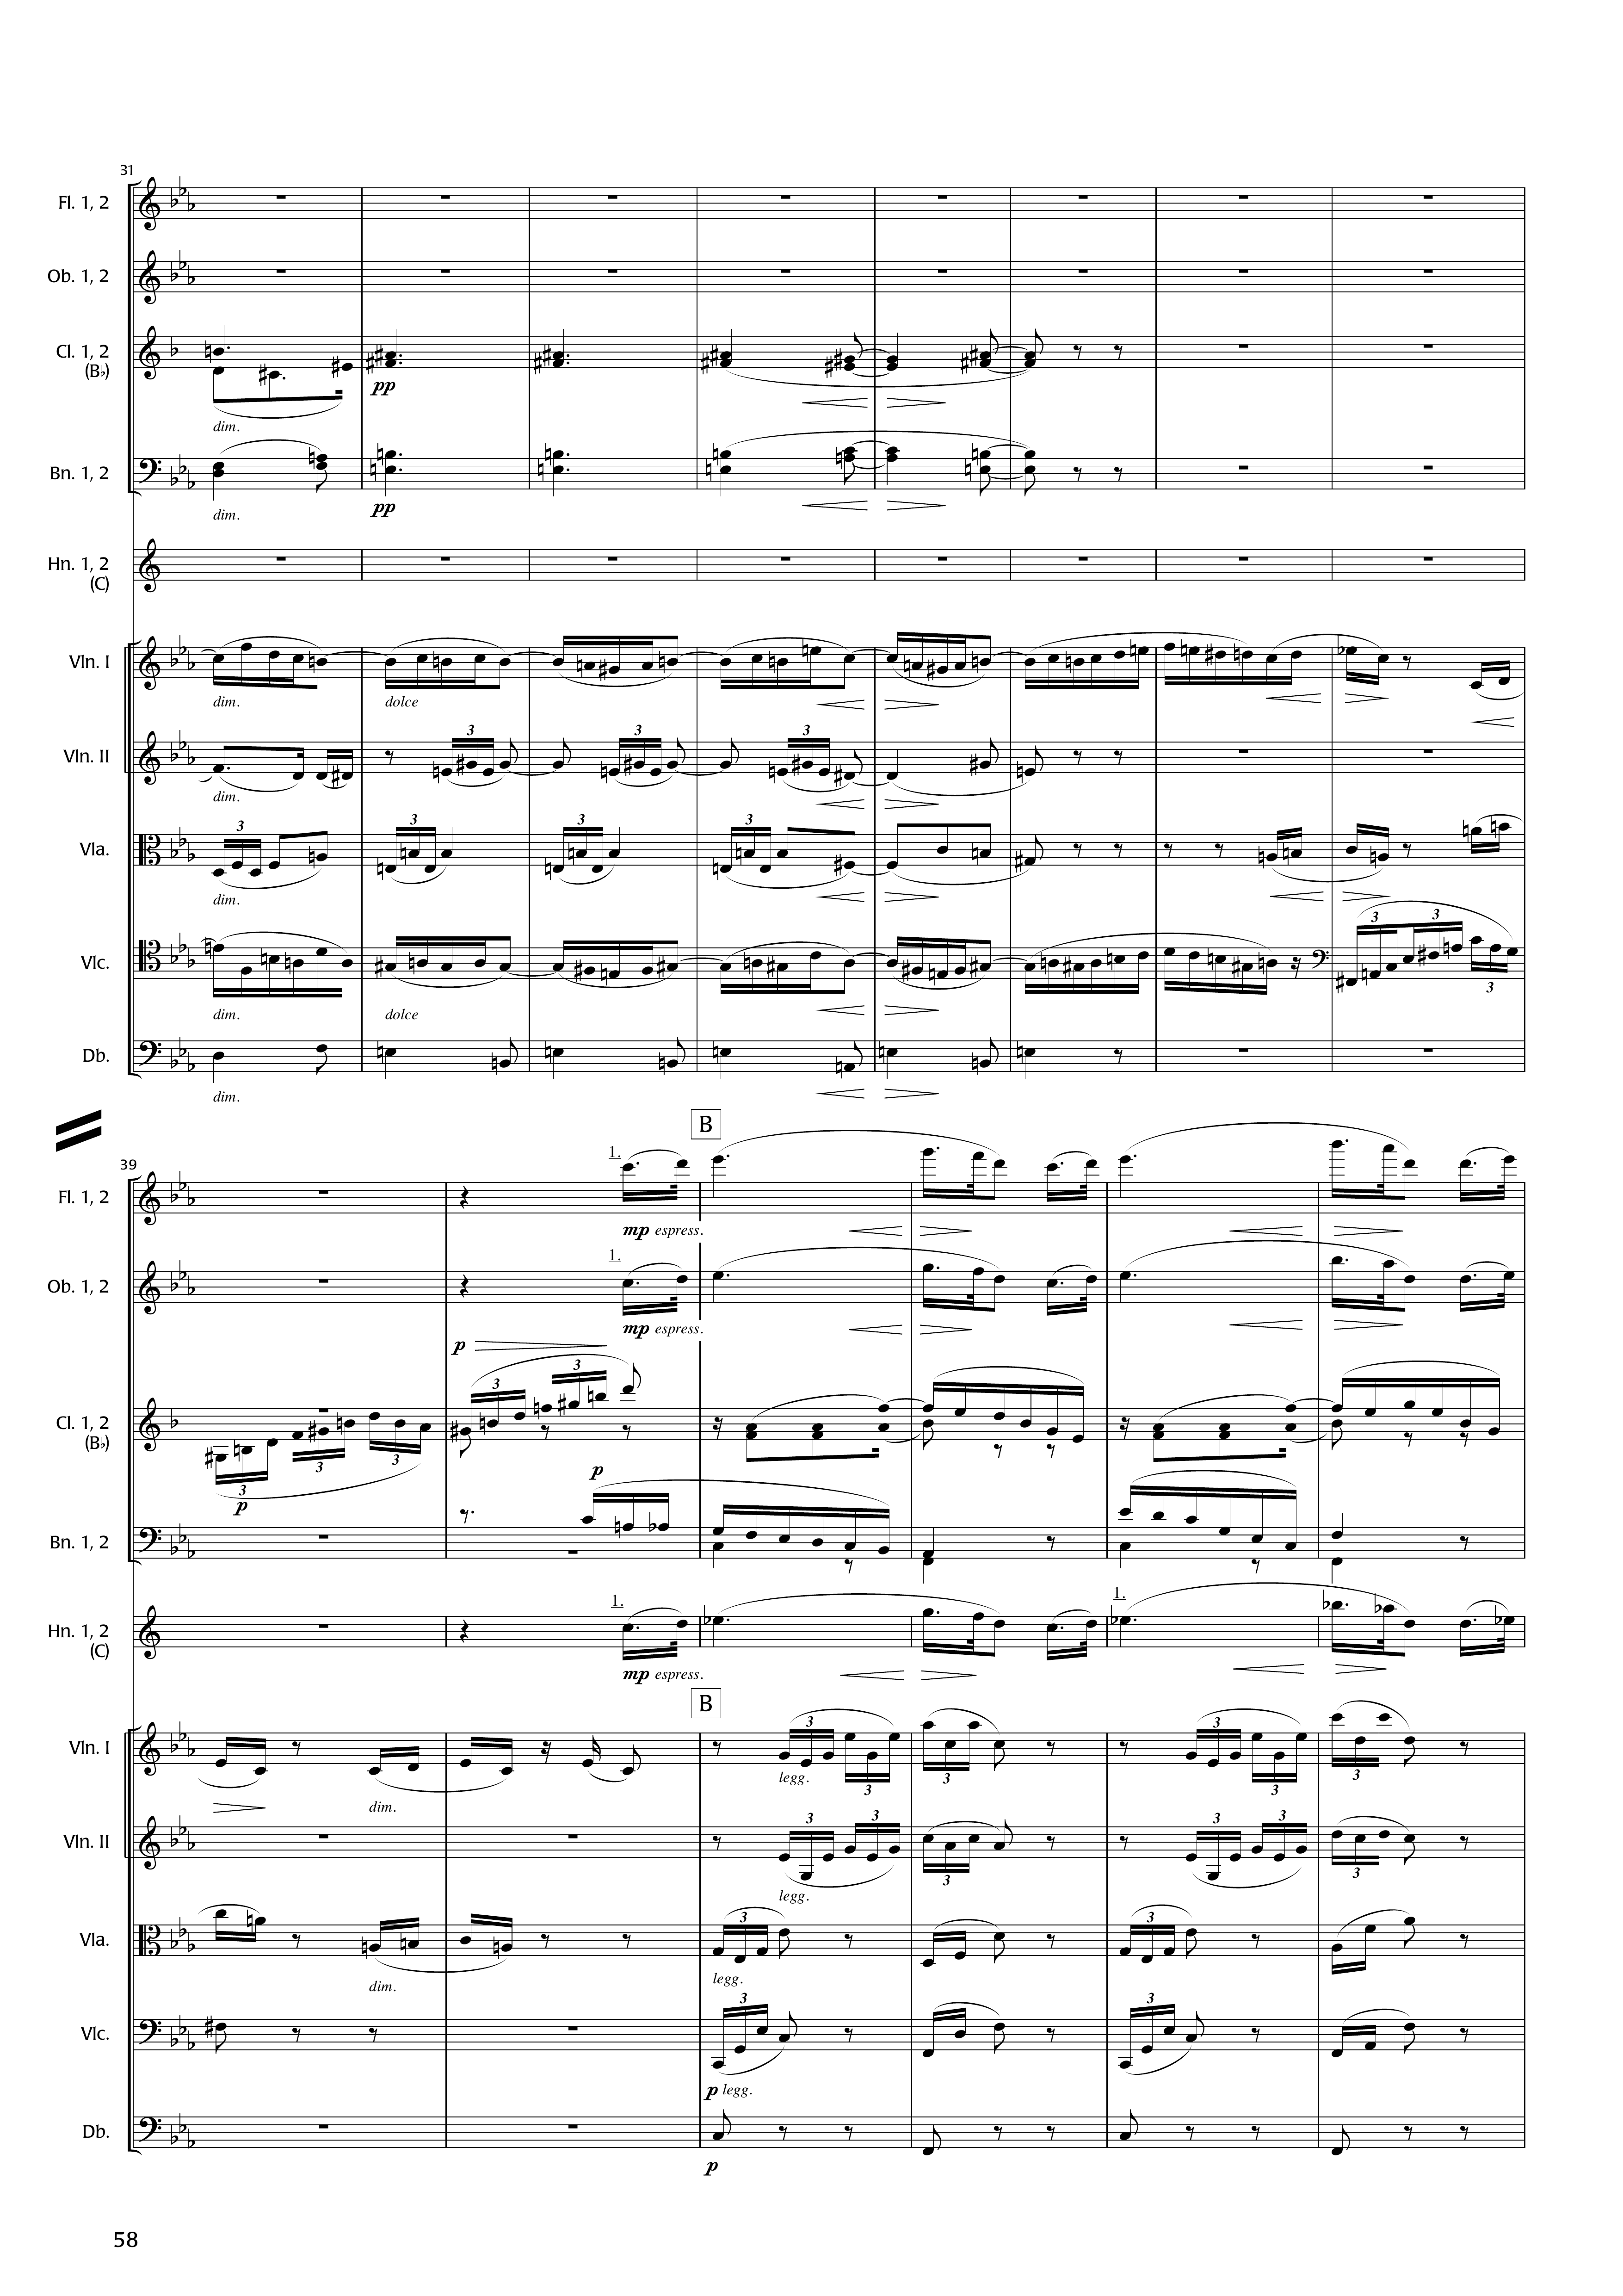 31
Fl. 1, 2
Ob. 1, 2
Cl. 1, 2
(B♭)
dim.
pp
Bn. 1, 2
dim.
pp
Hn. 1, 2
(C)
Vln. I
dim.
dolce
3
3
3
Vln. II
dim.
3
3
3
3
Vla.
dim.
3
3
Vlc.
3
dim.
dolce
Db.
dim.
B
39
1.
Fl. 1, 2
mp espress.
1.
Ob. 1, 2
mp espress.
p
3
3
Cl. 1, 2
(B♭)
3
3
3
p
p
Bn. 1, 2
1.
1.
Hn. 1, 2
(C)
mp espress.
B
3
3
Vln. I
legg.
3
3
3
3
dim.
3
3
3
3
Vln. II
3
3
legg.
3
3
Vla.
dim.
legg.
3
3
Vlc.
p legg.
Db.
p
58